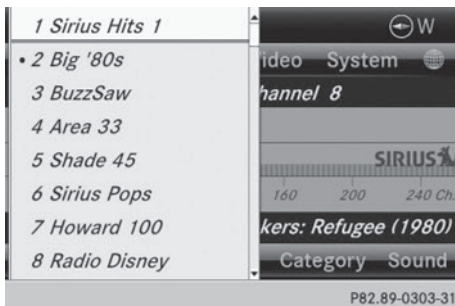 1 Sirius Hits 1
W
• 2 Big '80s
ideo System
3 BuzzSaw
hannel 8
4 Area 33
5 Shade 45
SIRIUS
6 Sirius Pops
160 200 240 Ch.
7 Howard 100
kers: Refugee (1980)
8 Radio Disney
Category Sound
P82.89-0303-31